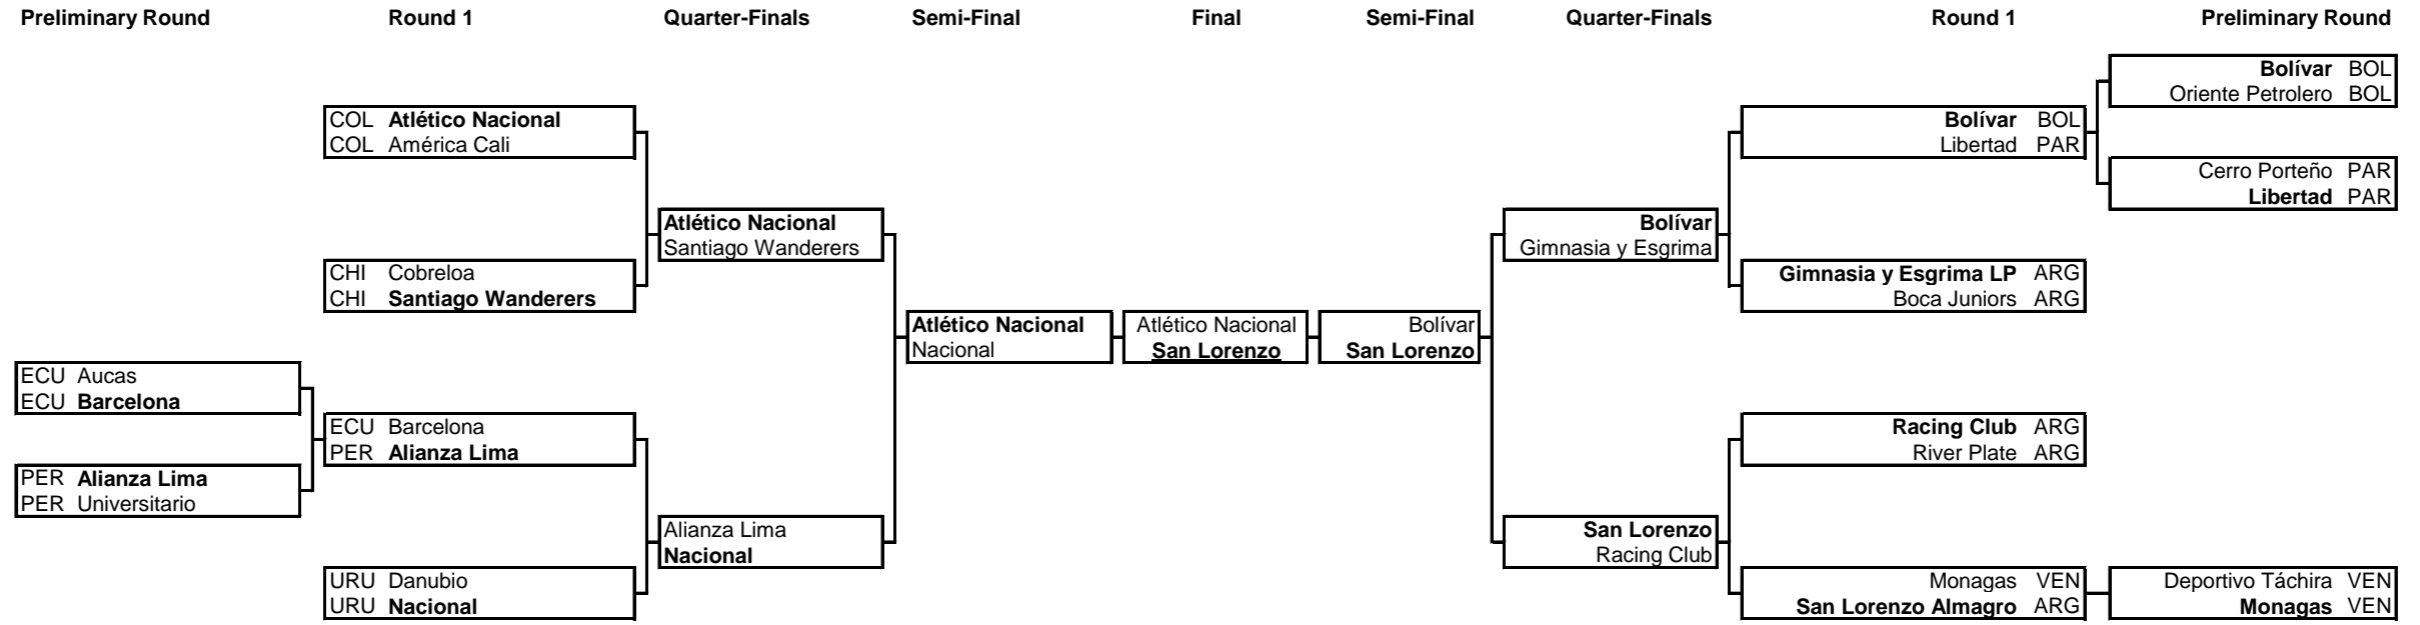 Preliminary Round Round 1 Quarter-Finals Semi-Final Final Semi-Final Quarter-Finals Round 1 Preliminary Round
Bolívar BOL
Oriente Petrolero BOL
COL Atlético Nacional Bolívar BOL
COL América Cali Libertad PAR
Cerro Porteño PAR
Libertad PAR
Atlético Nacional Bolívar
Santiago Wanderers Gimnasia y Esgrima
CHI Cobreloa Gimnasia y Esgrima LP ARG
CHI Santiago Wanderers Boca Juniors ARG
Atlético Nacional Atlético Nacional Bolívar
Nacional San Lorenzo San Lorenzo
ECU Aucas
ECU Barcelona
ECU Barcelona Racing Club ARG
PER Alianza Lima River Plate ARG
PER Alianza Lima
PER Universitario
Alianza Lima San Lorenzo
Nacional Racing Club
URU Danubio Monagas VEN Deportivo Táchira VEN
URU Nacional San Lorenzo Almagro ARG Monagas VEN